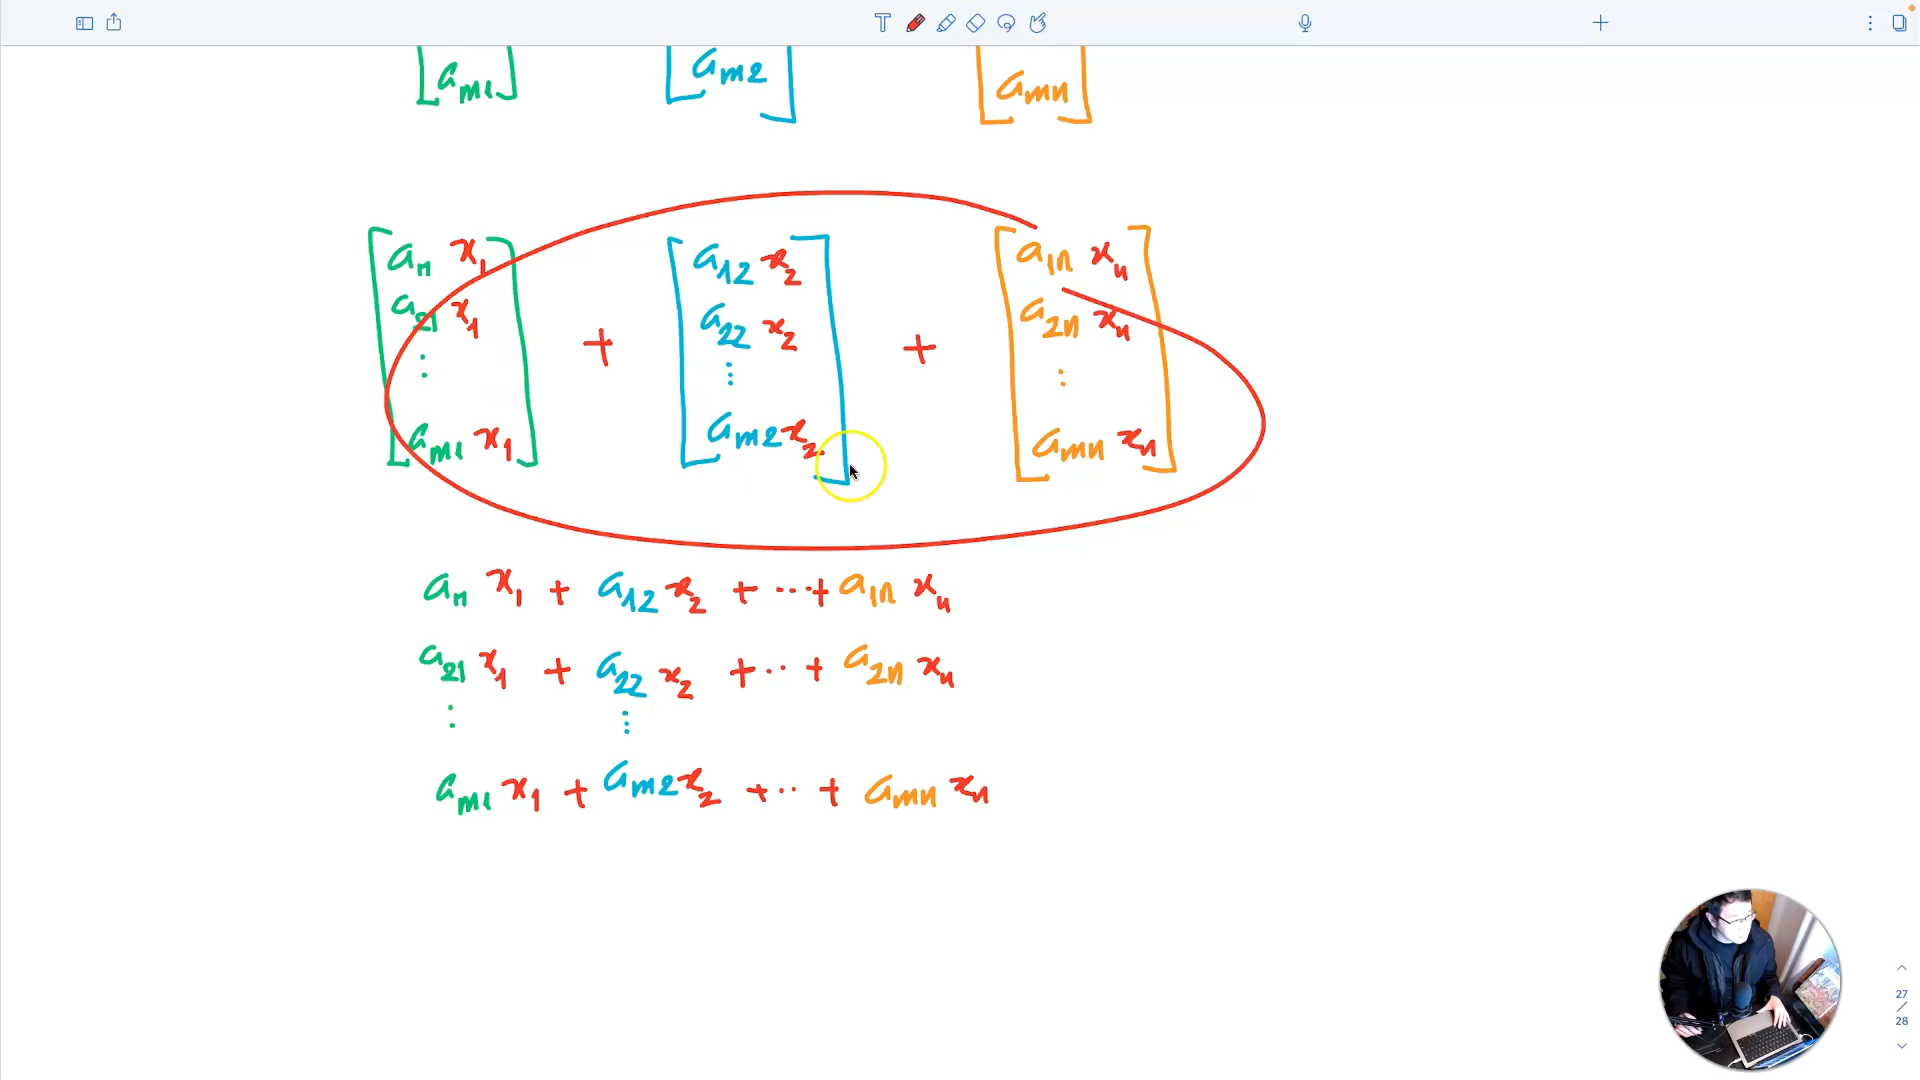 a_m1 a_m2 a_mn
a_11 x_1 a_12 x_2 a_1n x_n
a_21 x_1 a_22 x_2 a_2n x_n
⋮ + ⋮ + :
a_m1 x_1 a_m2 x_2 a_mn x_n
a_11 x_1 + a_12 x_2 + ... + a_1n x_n
a_21 x_1 + a_22 x_2 + .. + a_2n x_n
: ⋮
a_m1 x_1 + a_m2 x_2 + .. + a_mn x_n
T
27
/
28